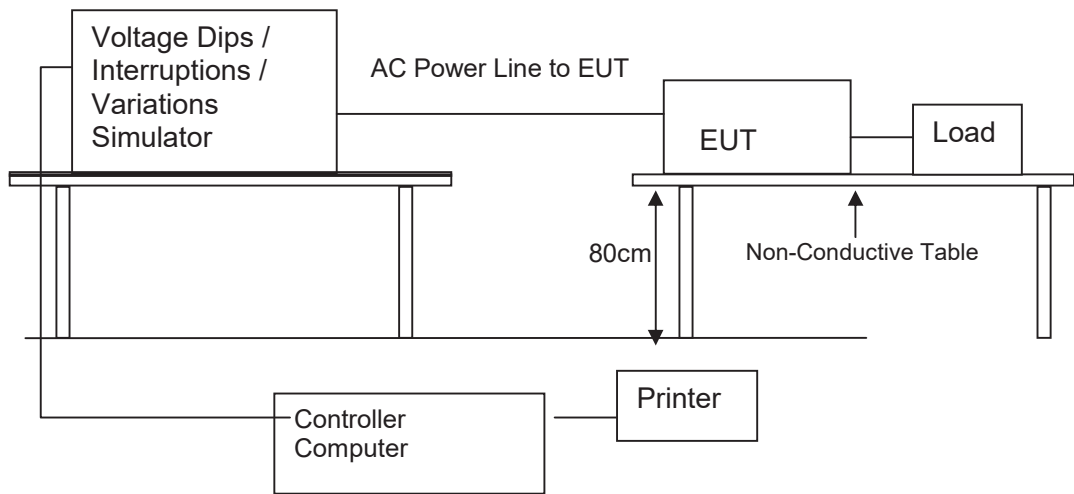 Voltage Dips /
Interruptions /
Variations
Simulator
AC Power Line to EUT
EUT
Load
80cm
Non-Conductive Table
Printer
Controller
Computer